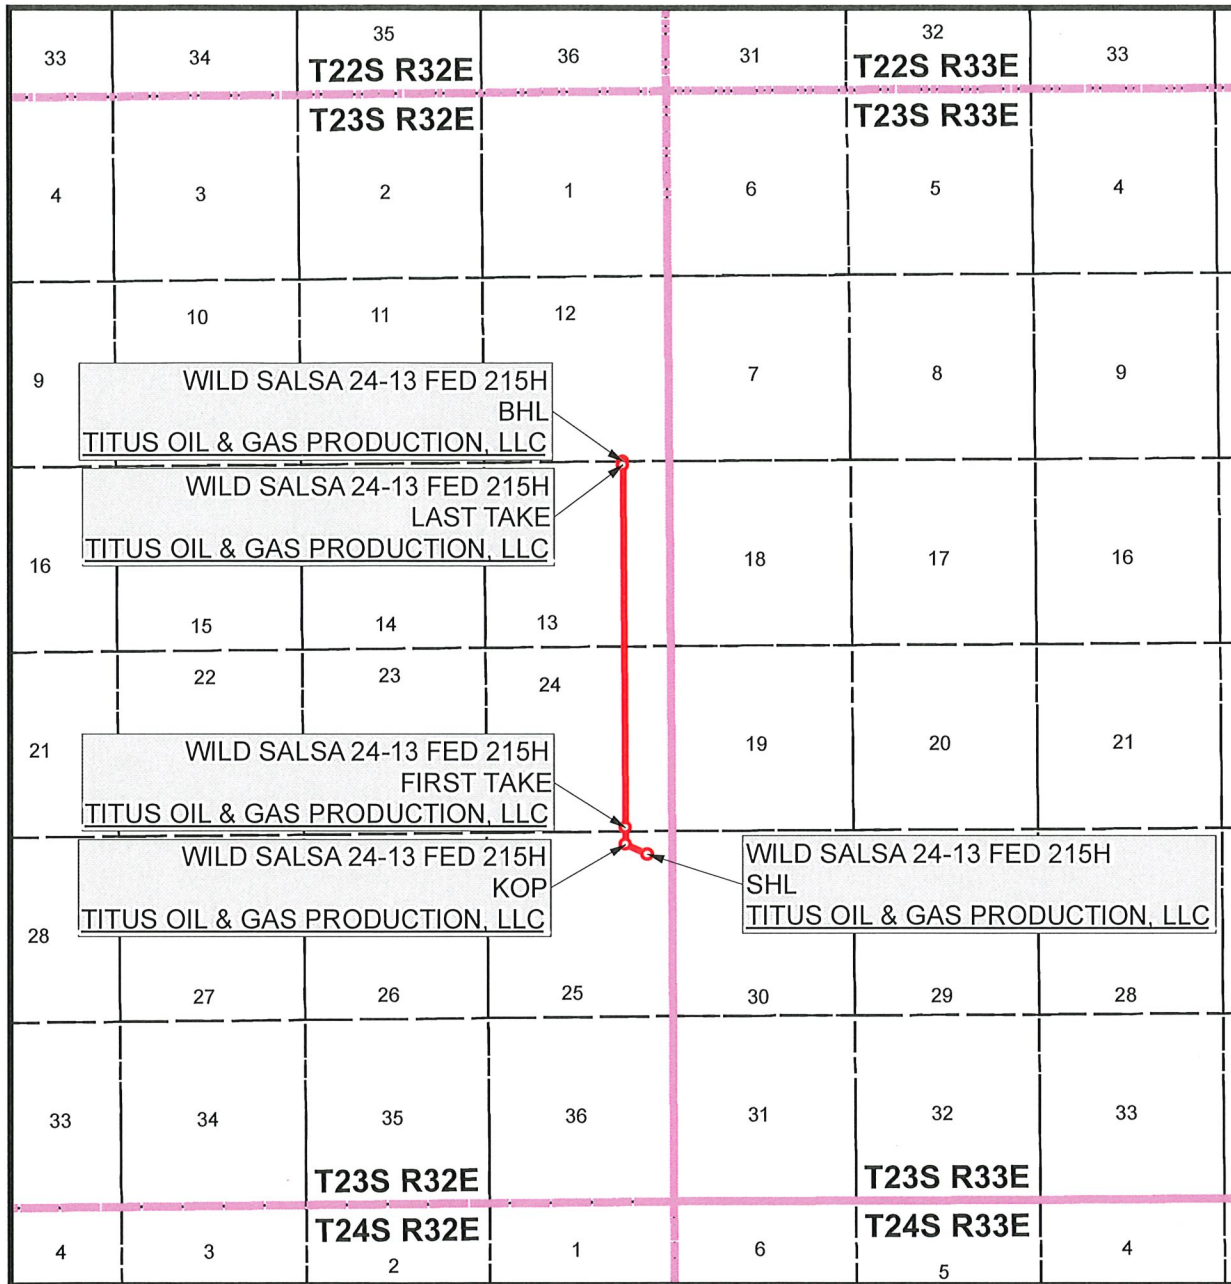 33
34
35
36
31
32
33
T22S R32E
T22S R33E
T23S R32E
T23S R33E
4
3
2
1
6
5
4
10
11
12
9
7
8
9
WILD SALSA 24-13 FED 215H
BHL
TITUS OIL & GAS PRODUCTION, LLC
WILD SALSA 24-13 FED 215H
LAST TAKE
TITUS OIL & GAS PRODUCTION, LLC
16
18
17
16
15
14
13
22
23
24
21
19
20
21
WILD SALSA 24-13 FED 215H
FIRST TAKE
TITUS OIL & GAS PRODUCTION, LLC
WILD SALSA 24-13 FED 215H
KOP
TITUS OIL & GAS PRODUCTION, LLC
WILD SALSA 24-13 FED 215H
SHL
TITUS OIL & GAS PRODUCTION, LLC
28
27
26
25
30
29
28
33
34
35
36
31
32
33
T23S R32E
T23S R33E
T24S R32E
T24S R33E
4
3
2
1
6
5
4